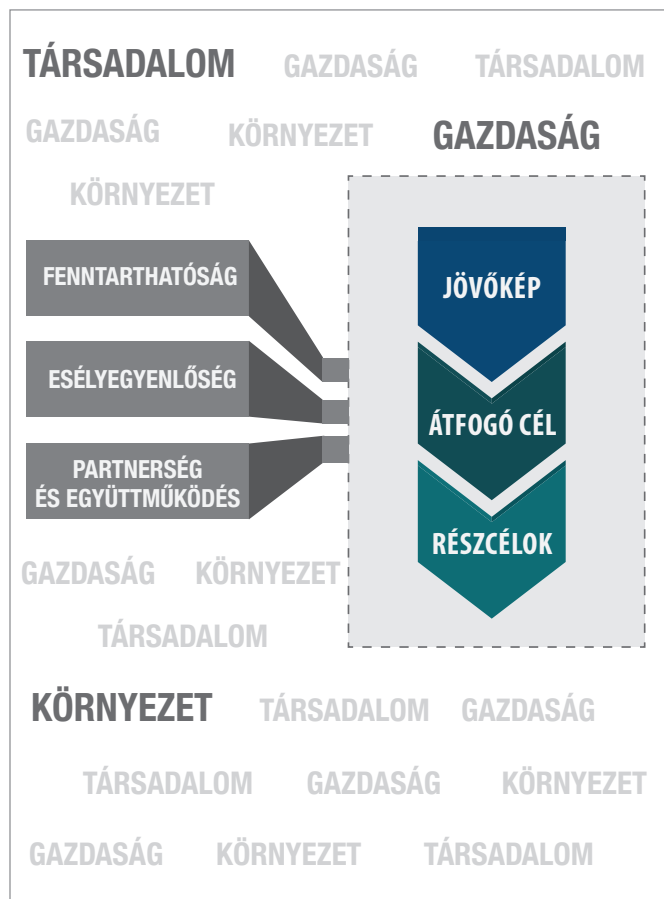 TÁRSADALOM GAZDASÁG TÁRSADALOM
GAZDASÁG KÖRNYEZET GAZDASÁG
KÖRNYEZET
FENNTARTHATÓSÁG
ESÉLYEGYENLŐSÉG
PARTNERSÉG
ÉS EGYÜTTMŰKÖDÉS
JÖVŐKÉP
ÁTFOGÓ CÉL
RÉSZCÉLOK
GAZDASÁG KÖRNYEZET
TÁRSADALOM
KÖRNYEZET TÁRSADALOM GAZDASÁG
TÁRSADALOM GAZDASÁG KÖRNYEZET
GAZDASÁG KÖRNYEZET TÁRSADALOM